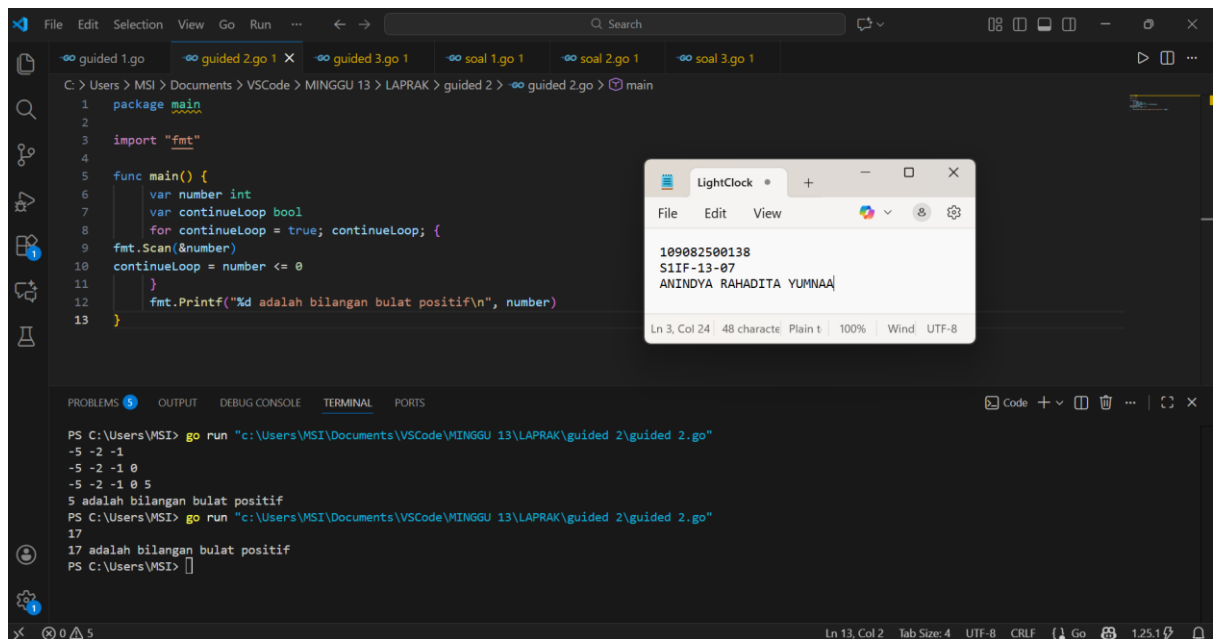 File Edit Selection View Go Run ··· Search
guided 1.go guided 2.go 1 guided 3.go 1 soal 1.go 1 soal 2.go 1 soal 3.go 1
C: > Users > MSI > Documents > VSCode > MINGGU 13 > LAPRAK > guided 2 > guided 2.go > main
1 package main
2
3 import "fmt"
4
5 func main() {
6 var number int
7 var continueLoop bool
8 for continueLoop = true; continueLoop; {
9 fmt.Scan(&number)
10 continueLoop = number <= 0
11 }
12 fmt.Printf("%d adalah bilangan bulat positif\n", number)
13 }
LightClock
File Edit View
109082500138
S1IF-13-07
ANINDYA RAHADITA YUMNAA
Ln 3, Col 24 48 characte Plain t 100% Wind UTF-8
PROBLEMS 5 OUTPUT DEBUG CONSOLE TERMINAL PORTS Code
PS C:\Users\MSI> go run "c:\Users\MSI\Documents\VSCode\MINGGU 13\LAPRAK\guided 2\guided 2.go"
-5 -2 -1
-5 -2 -1 0
-5 -2 -1 0 5
5 adalah bilangan bulat positif
PS C:\Users\MSI> go run "c:\Users\MSI\Documents\VSCode\MINGGU 13\LAPRAK\guided 2\guided 2.go"
17
17 adalah bilangan bulat positif
PS C:\Users\MSI>
0 5 Ln 13, Col 2 Tab Size: 4 UTF-8 CRLF Go 1.25.1